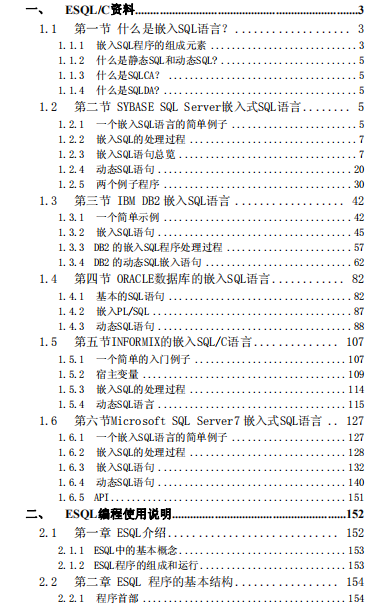 一、 ESQL/C资料....................................................................3
1.1 第一节 什么是嵌入SQL语言？ .................. 3
1.1.1 嵌入SQL程序的组成元素 ........................ 3
1.1.2 什么是静态SQL和动态SQL? ........................ 5
1.1.3 什么是SQLCA？ ........................ 5
1.1.4 什么是SQLDA? ........................ 5
1.2 第二节 SYBASE SQL Server嵌入式SQL语言........ 5
1.2.1 一个嵌入SQL语言的简单例子 ........................ 5
1.2.2 嵌入SQL的处理过程 ........................ 7
1.2.3 嵌入SQL语句总览 ........................ 7
1.2.4 动态SQL语句 ........................ 20
1.2.5 两个例子程序 ........................ 30
1.3 第三节 IBM DB2嵌入SQL语言 .................. 42
1.3.1 一个简单示例 ........................ 42
1.3.2 嵌入SQL语句 ........................ 45
1.3.3 DB2的嵌入SQL程序处理过程 ........................ 57
1.3.4 DB2的动态SQL嵌入语句 ........................ 62
1.4 第四节 ORACLE数据库的嵌入SQL语言............ 82
1.4.1 基本的SQL语句 ........................ 82
1.4.2 嵌入PL/SQL ........................ 87
1.4.3 动态SQL语句 ........................ 88
1.5 第五节INFORMIX的嵌入SQL/C语言............. 107
1.5.1 一个简单的入门例子 ........................ 107
1.5.2 宿主变量 ........................ 109
1.5.3 嵌入SQL的处理过程 ........................ 114
1.5.4 动态SQL语言 ........................ 115
1.6 第六节Microsoft SQL Server7 嵌入式SQL语言 .. 127
1.6.1 一个嵌入SQL语言的简单例子 ........................ 127
1.6.2 嵌入SQL的处理过程 ........................ 128
1.6.3 嵌入SQL语句 ........................ 132
1.6.4 动态SQL语句 ........................ 140
1.6.5 API ........................ 151
二、 ESQL编程使用说明.........................................................152
2.1 第一章 ESQL介绍 ........................ 152
2.1.1 ESQL中的基本概念 ........................ 153
2.1.2 ESQL程序的组成和运行 ........................ 153
2.2 第二章 ESQL 程序的基本结构 ................ 154
2.2.1 程序首部 ........................ 154